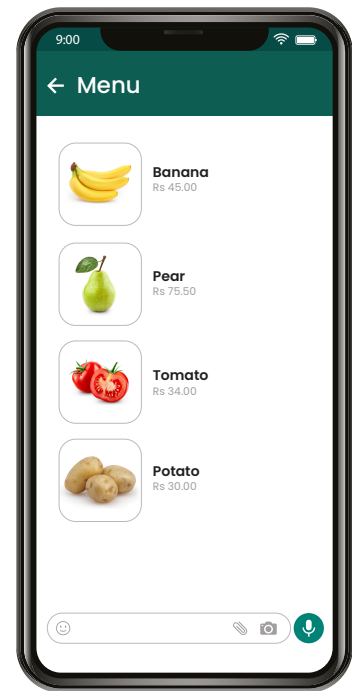 9:00
Menu
Banana
Rs 45.00
Pear
Rs 75.50
Tomato
Rs 34.00
Potato
Rs 30.00